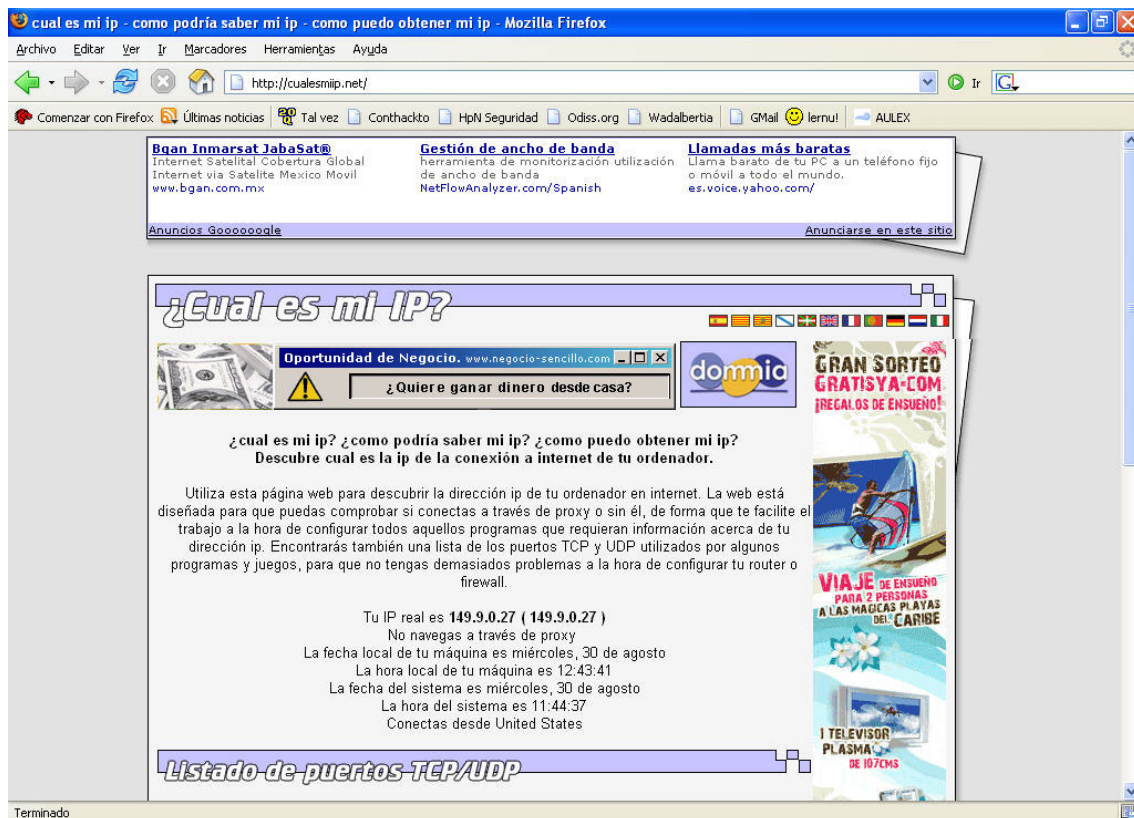 cual es mi ip - como podría saber mi ip - como puedo obtener mi ip - Mozilla Firefox
Archivo Editar Ver Ir Marcadores Herramientas Ayuda
http://cualesmiip.net/ Ir G
Comenzar con Firefox Últimas noticias Tal vez Conthackto HpN Seguridad Odiss.org Wadalbertia GMail lernu! AULEX
Bgan Inmarsat JabaSat® Gestión de ancho de banda Llamadas más baratas
Internet Satelital Cobertura Global herramienta de monitorización utilización Llama barato de tu PC a un teléfono fijo
Internet via Satelite Mexico Movil de ancho de banda o móvil a todo el mundo.
www.bgan.com.mx NetFlowAnalyzer.com/Spanish es.voice.yahoo.com/
Anuncios Goooooogle Anunciarse en este sitio
¿Cual es mi IP?
Oportunidad de Negocio. www.negocio-sencillo.com
¿Quiere ganar dinero desde casa?
dommia
GRAN SORTEO
GRATISYA·COM
¡REGALOS DE ENSUEÑO!
¿cual es mi ip? ¿como podría saber mi ip? ¿como puedo obtener mi ip?
Descubre cual es la ip de la conexión a internet de tu ordenador.
Utiliza esta página web para descubrir la dirección ip de tu ordenador en internet. La web está
diseñada para que puedas comprobar si conectas a través de proxy o sin él, de forma que te facilite el
trabajo a la hora de configurar todos aquellos programas que requieran información acerca de tu
dirección ip. Encontrarás también una lista de los puertos TCP y UDP utilizados por algunos
programas y juegos, para que no tengas demasiados problemas a la hora de configurar tu router o
firewall.
Tu IP real es 149.9.0.27 ( 149.9.0.27 )
No navegas a través de proxy
La fecha local de tu máquina es miércoles, 30 de agosto
La hora local de tu máquina es 12:43:41
La fecha del sistema es miércoles, 30 de agosto
La hora del sistema es 11:44:37
Conectas desde United States
VIAJE DE ENSUEÑO
PARA 2 PERSONAS
A LAS MAGICAS PLAYAS
DEL CARIBE
1 TELEVISOR
PLASMA
DE 107CMS
Listado de puertos TCP/UDP
Terminado